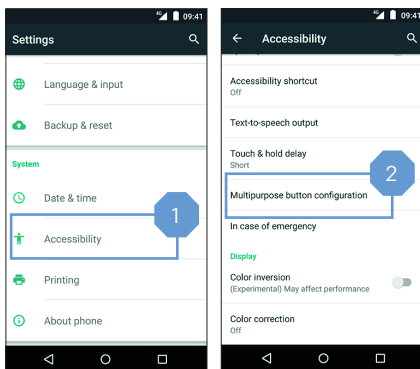 09:41
Settings
Language & input
Backup & reset
System
Date & time
1
Accessibility
Printing
About phone
09:41
Accessibility
Accessibility shortcut
Off
Text-to-speech output
Touch & hold delay
Short
2
Multipurpose button configuration
In case of emergency
Display
Color inversion
(Experimental) May affect performance
Color correction
Off